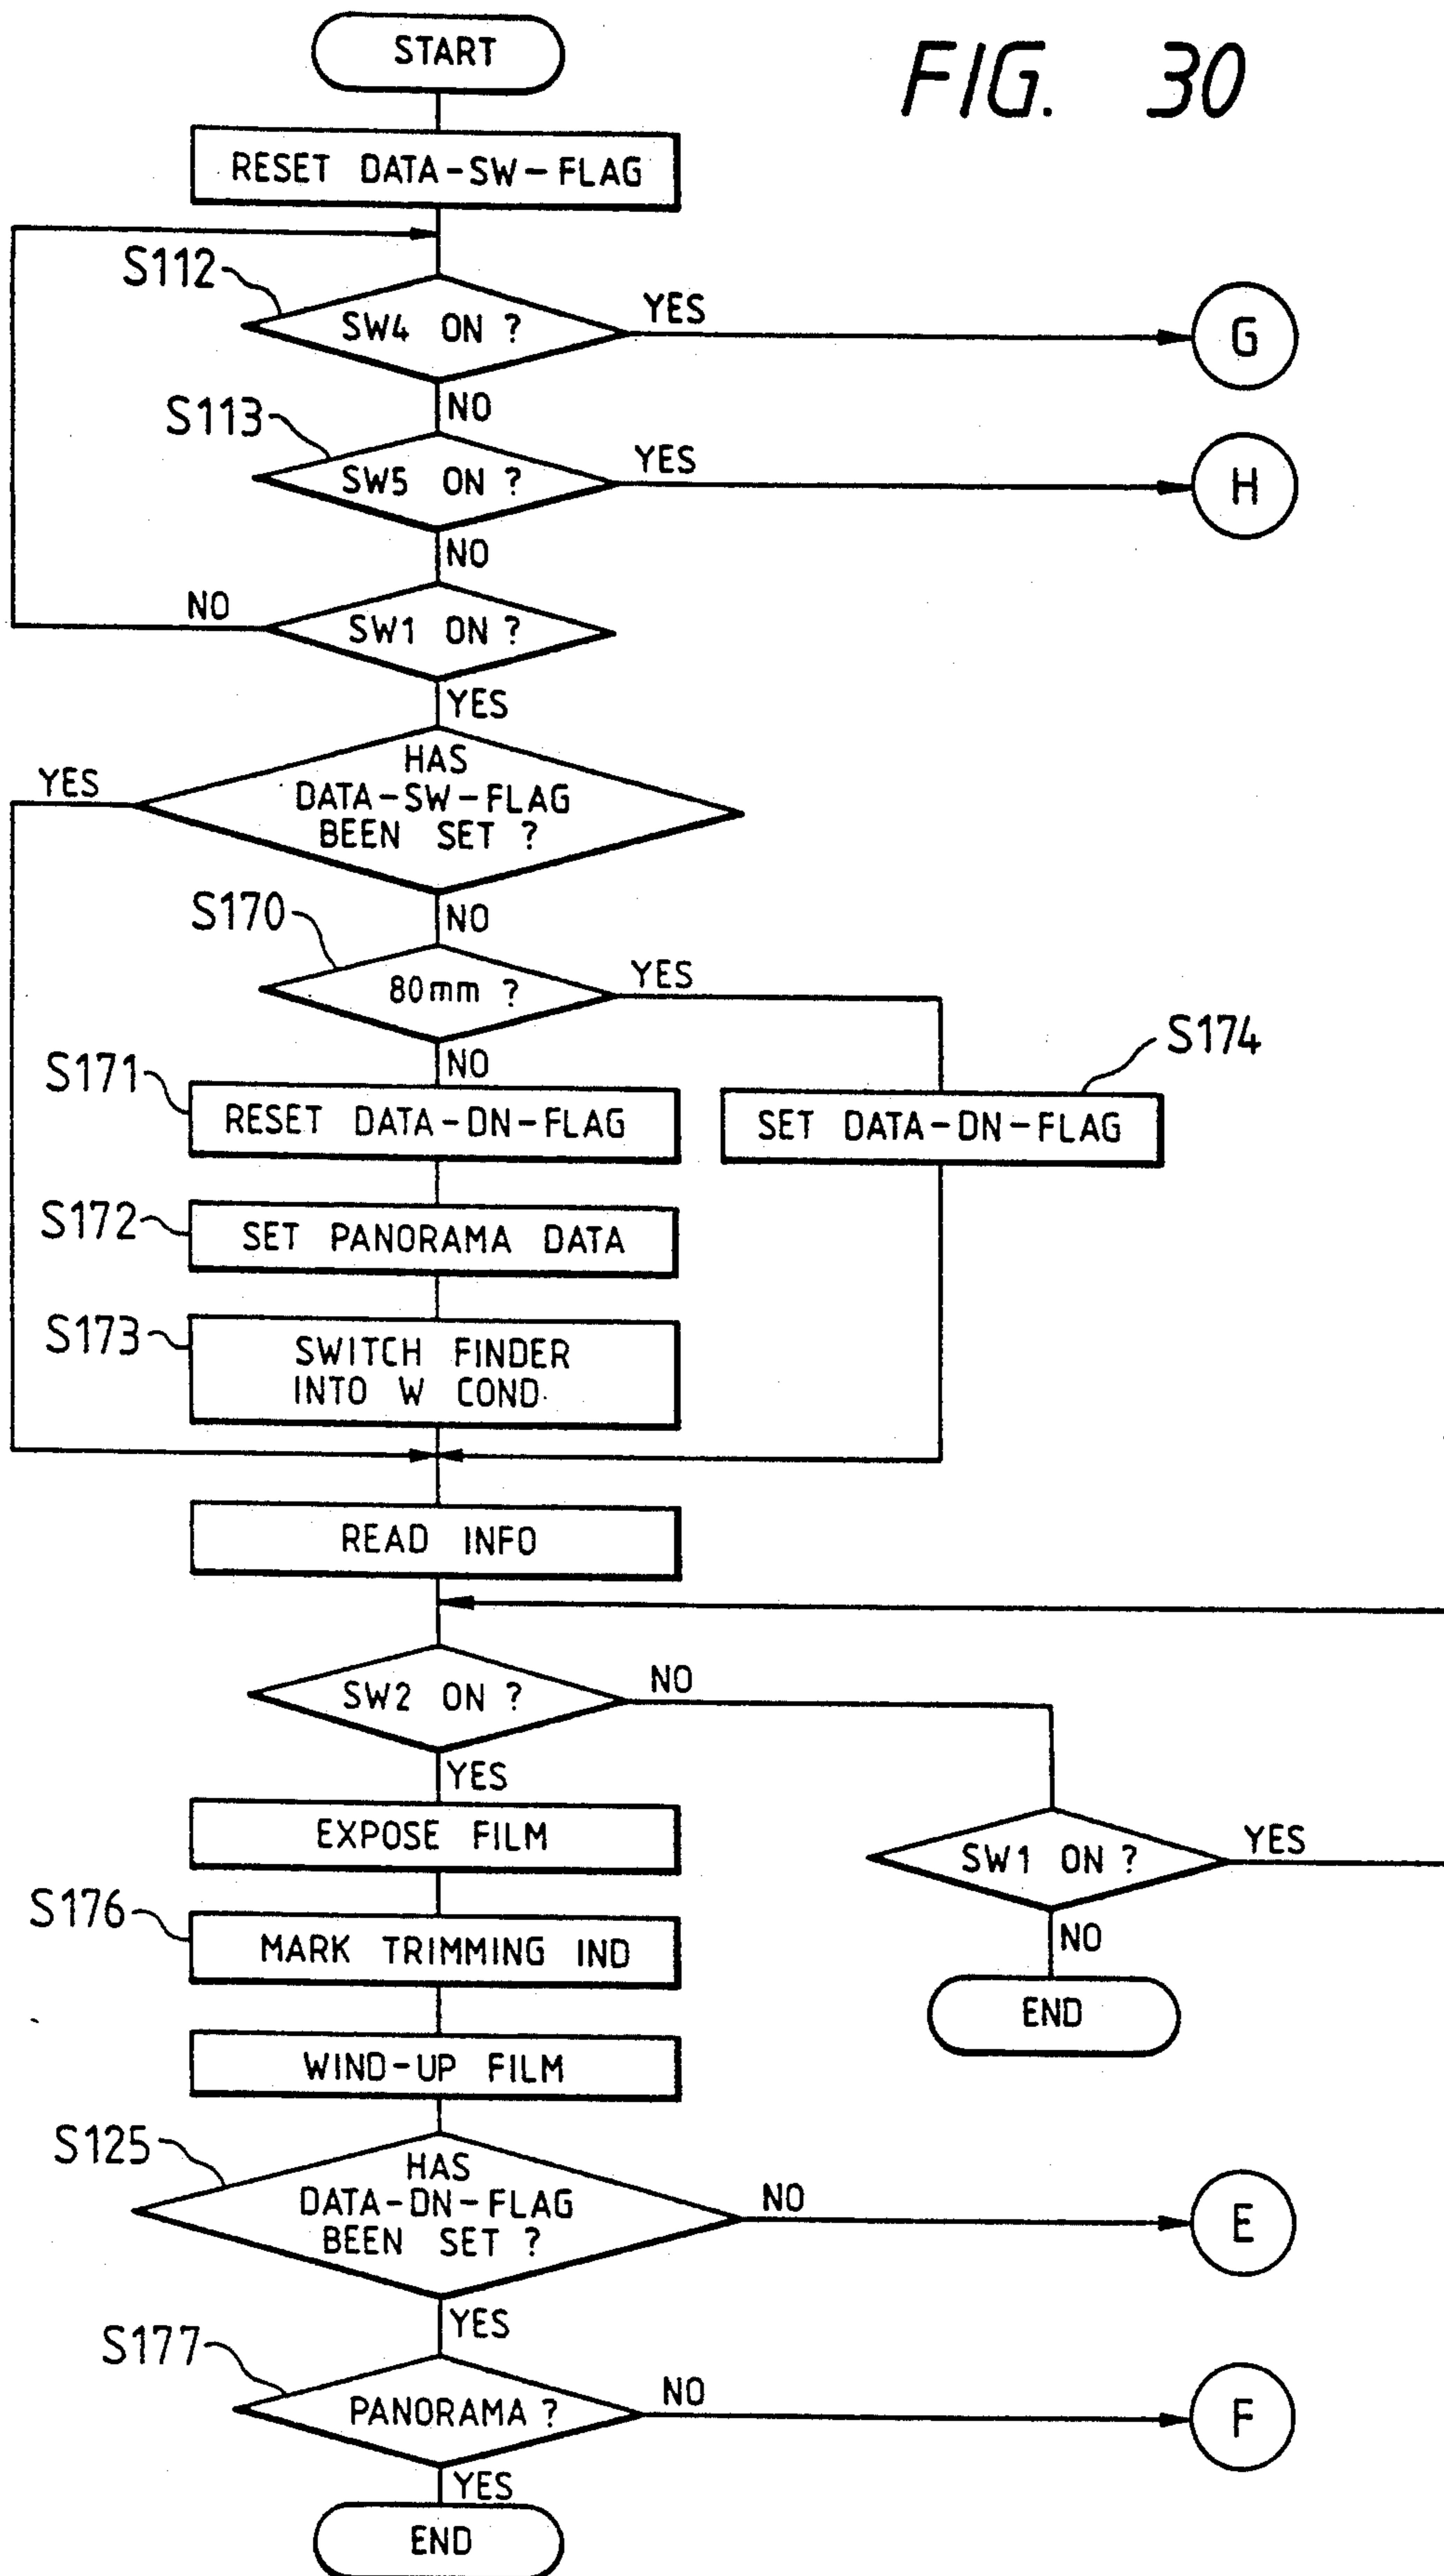 START
FIG. 30
RESET DATA-SW-FLAG
S112
SW4 ON ?
YES
G
NO
S113
SW5 ON ?
YES
H
NO
NO
SW1 ON ?
YES
YES
HAS
DATA-SW-FLAG
BEEN SET ?
NO
S170
80mm ?
YES
NO
S171
RESET DATA-DN-FLAG
S174
SET DATA-DN-FLAG
S172
SET PANORAMA DATA
S173
SWITCH FINDER
INTO W COND.
READ INFO
SW2 ON ?
NO
YES
EXPOSE FILM
SW1 ON ?
YES
NO
END
S176
MARK TRIMMING IND
WIND-UP FILM
S125
HAS
DATA-DN-FLAG
BEEN SET ?
NO
E
YES
S177
PANORAMA ?
NO
F
YES
END